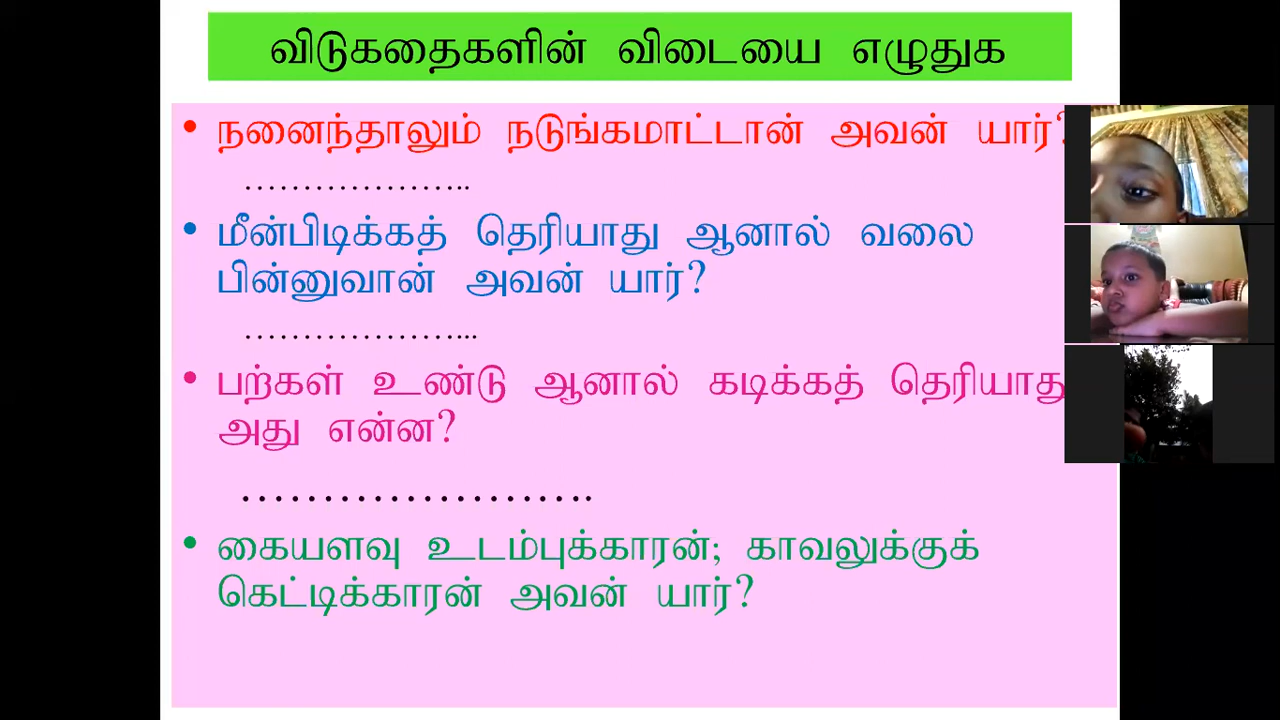 விடுகதைகளின் விடையை எழுதுக
• நனைந்தாலும் நடுங்கமாட்டான் அவன் யார்?
………………..
• மீன்பிடிக்கத் தெரியாது ஆனால் வலை
பின்னுவான் அவன் யார்?
………………...
• பற்கள் உண்டு ஆனால் கடிக்கத் தெரியாது
அது என்ன?
………………….
• கையளவு உடம்புக்காரன்; காவலுக்குக்
கெட்டிக்காரன் அவன் யார்?